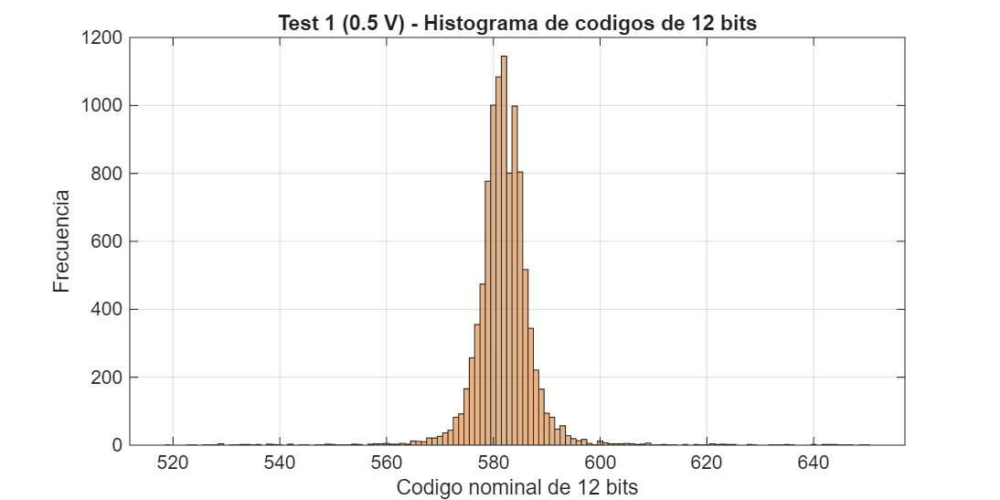 Test 1 (0.5 V) - Histograma de codigos de 12 bits
1200
1000
800
600
400
200
0
Frecuencia
520 540 560 580 600 620 640
Codigo nominal de 12 bits